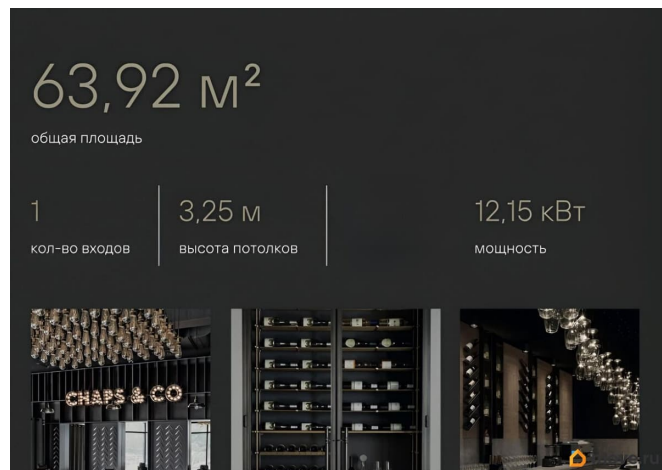 63,92 м²
общая площадь
1
кол-во входов
3,25 м
высота потолков
12,15 кВт
мощность
CHAPS & CO